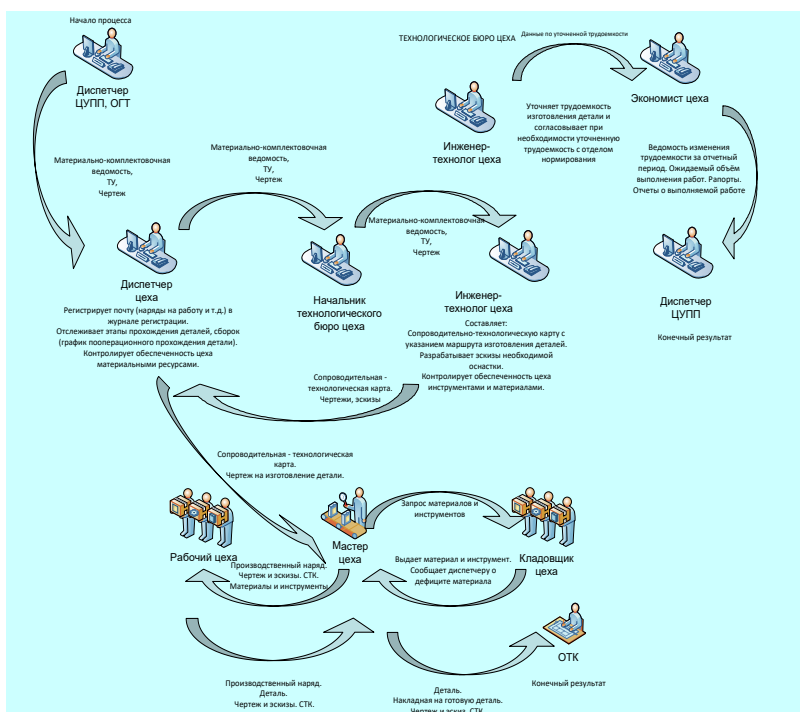 Начало процесса
Диспетчер
ЦУПП, ОГТ
ТЕХНОЛОГИЧЕСКОЕ БЮРО ЦЕХА
Данные по уточненной трудоемкости
Инженер-
технолог цеха
Уточняет трудоемкость
изготовления детали и
согласовывает при
необходимости уточненную
трудоемкость с отделом
нормирования
Экономист цеха
Ведомость изменения
трудоемкости за отчетный
период. Ожидаемый объём
выполнения работ. Рапорты.
Отчеты о выполняемой работе
Материально-комплектовочная
ведомость,
ТУ,
Чертеж
Материально-комплектовочная
ведомость,
ТУ,
Чертеж
Материально-комплектовочная
ведомость,
ТУ,
Чертеж
Диспетчер
цеха
Регистрирует почту (наряды на работу и т.д.) в
журнале регистрации.
Отслеживает этапы прохождения деталей, сборок
(график пооперационного прохождения детали).
Контролирует обеспеченность цеха
материальными ресурсами.
Начальник
технологического
бюро цеха
Инженер-
технолог цеха
Составляет:
Сопроводительно-технологическую карту с
указанием маршрута изготовления деталей.
Разрабатывает эскизы необходимой
оснастки.
Контролирует обеспеченность цеха
инструментами и материалами.
Диспетчер
ЦУПП
Конечный результат
Сопроводительная -
технологическая карта.
Чертежи, эскизы
Сопроводительная - технологическая
карта.
Чертеж на изготовление детали.
Рабочий цеха
Мастер
цеха
Запрос материалов и
инструментов
Кладовщик
цеха
Производственный наряд.
Чертеж и эскизы. СТК.
Материалы и инструменты
Выдает материал и инструмент.
Сообщает диспетчеру о
дефиците материала
ОТК
Конечный результат
Производственный наряд.
Деталь.
Чертеж и эскизы. СТК.
Деталь.
Накладная на готовую деталь.
Чертеж и эскиз. СТК